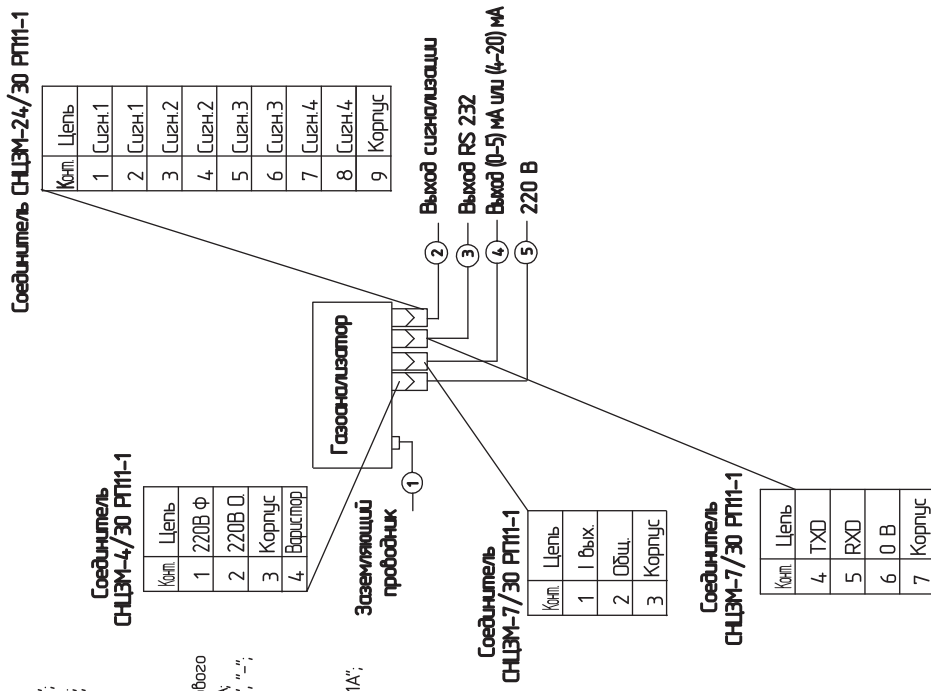 Соединитель СНЦ3М-24/30 РП11-1
Конт. Цепь
1 Сигн.1
2 Сигн.1
3 Сигн.2
4 Сигн.2
5 Сигн.3
6 Сигн.3
7 Сигн.4
8 Сигн.4
9 Корпус
Соединитель
СНЦ3М-4/30 РП11-1
Конт. Цепь
1 220В Ф
2 220В 0.
3 Корпус
4 Варистор
Газоанализатор
Заземляющий
проводник
1
2 Выход сигнализации
3 Выход RS 232
4 Выход (0-5) мА или (4-20) мА
5 220 В
Соединитель
СНЦ3М-7/30 РП11-1
Конт. Цепь
1 I вых.
2 Общ.
3 Корпус
Соединитель
СНЦ3М-7/30 РП11-1
Конт. Цепь
4 TXD
5 RXD
6 0 В
7 Корпус